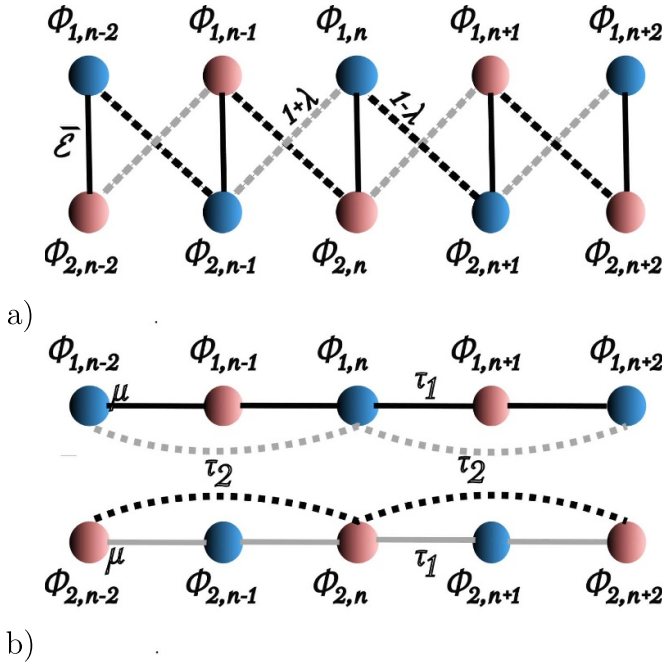 Φ1,n-2 Φ1,n-1 Φ1,n Φ1,n+1 Φ1,n+2
1+λ 1-λ
ε̄
Φ2,n-2 Φ2,n-1 Φ2,n Φ2,n+1 Φ2,n+2
a)
Φ1,n-2 Φ1,n-1 Φ1,n Φ1,n+1 Φ1,n+2
μ τ1
τ2 τ2
μ τ1
Φ2,n-2 Φ2,n-1 Φ2,n Φ2,n+1 Φ2,n+2
b)